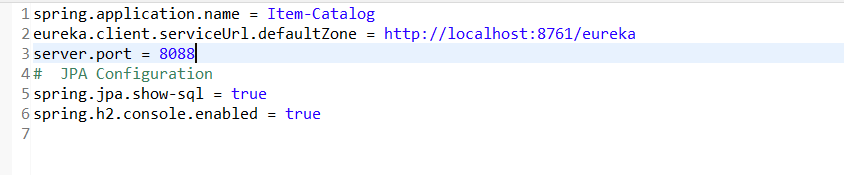 1 spring.application.name = Item-Catalog
2 eureka.client.serviceUrl.defaultZone = http://localhost:8761/eureka
3 server.port = 8088
4 #  JPA Configuration
5 spring.jpa.show-sql = true
6 spring.h2.console.enabled = true
7